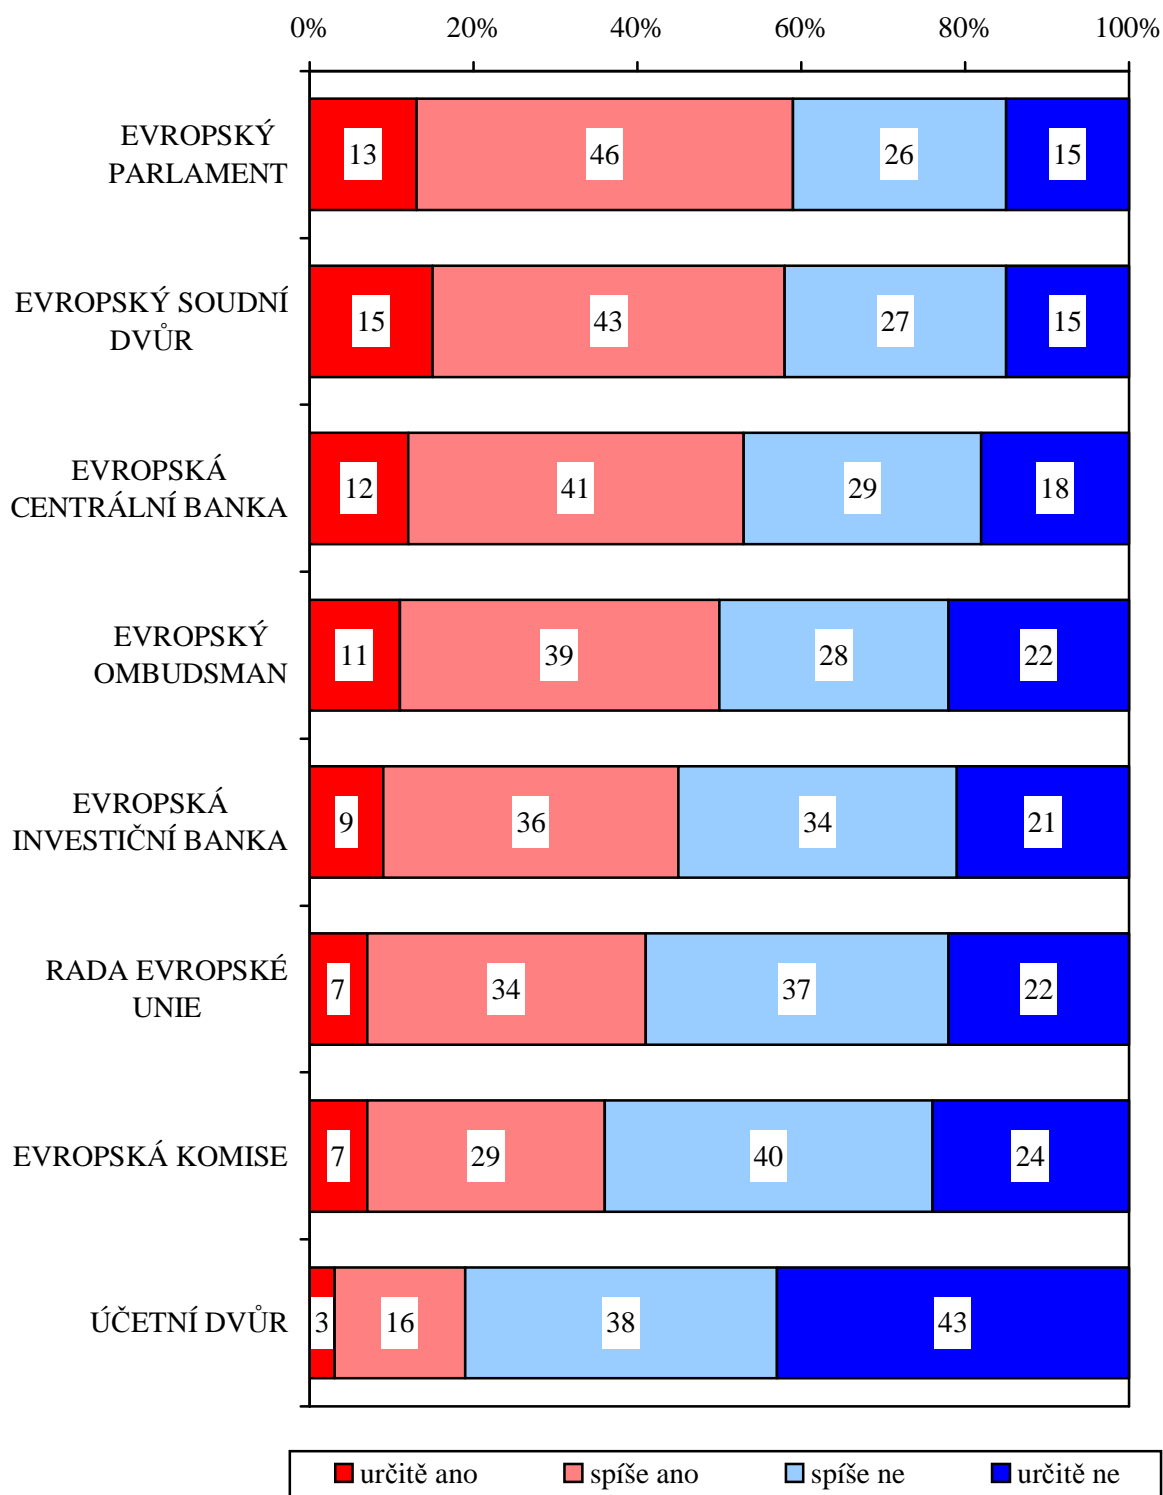 0% 20% 40% 60% 80% 100%
EVROPSKÝ
PARLAMENT
13 46 26 15
EVROPSKÝ SOUDNÍ
DVŮR
15 43 27 15
EVROPSKÁ
CENTRÁLNÍ BANKA
12 41 29 18
EVROPSKÝ
OMBUDSMAN
11 39 28 22
EVROPSKÁ
INVESTIČNÍ BANKA
9 36 34 21
RADA EVROPSKÉ
UNIE
7 34 37 22
EVROPSKÁ KOMISE
7 29 40 24
ÚČETNÍ DVŮR
3 16 38 43
určitě ano spíše ano spíše ne určitě ne